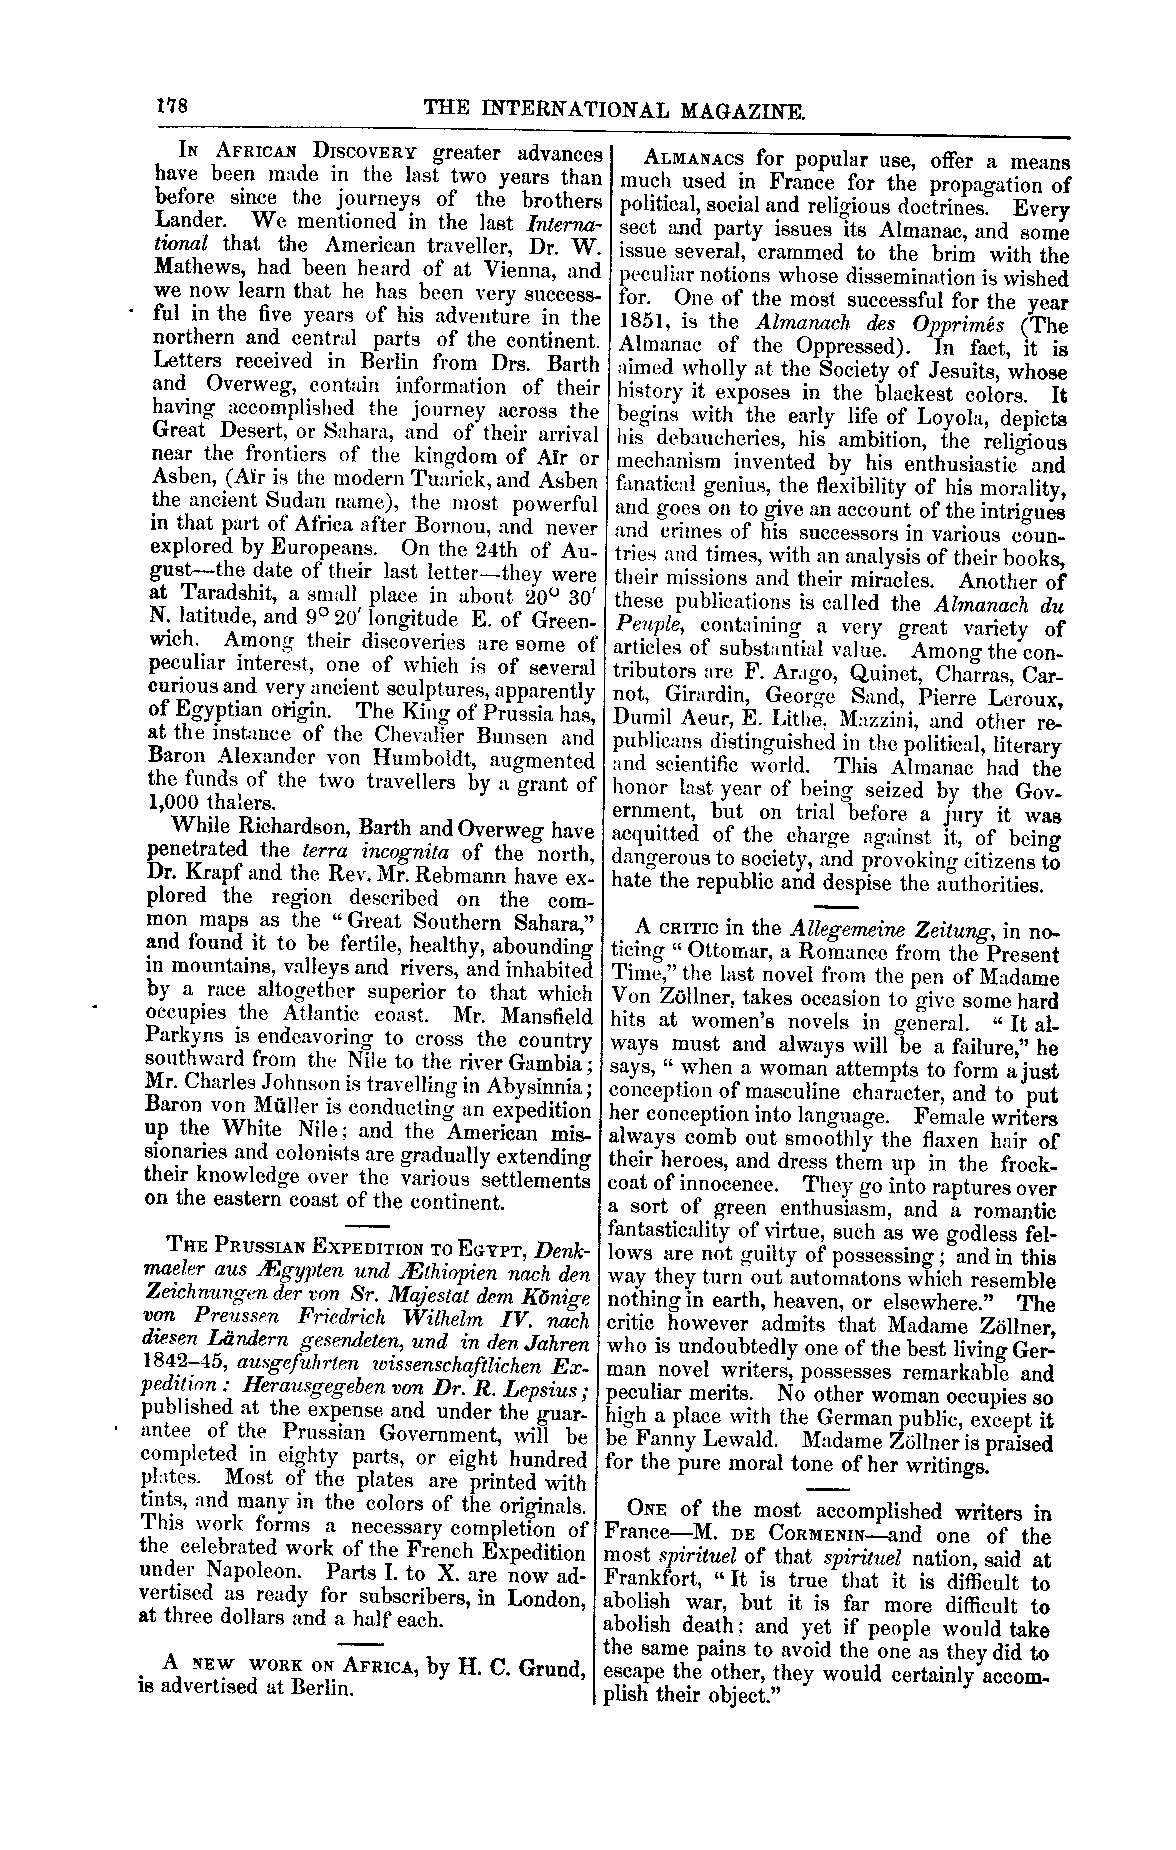 178
THE INTERNATIONAL MAGAZINE.
IN AFRICAN DISCOVERY greater advances
have been made in the last two years than
before since the journeys of the brothers
Lander. We mentioned in the last Interna-
tional that the American traveller, Dr. W.
Mathews, had been heard of at Vienna, and
we now learn that he has been very success-
ful in the five years of his adventure in the
northern and central parts of the continent.
Letters received in Berlin from Drs. Barth
and Overweg, contain information of their
having accomplished the journey across the
Great Desert, or Sahara, and of their arrival
near the frontiers of the kingdom of Aïr or
Asben, (Aïr is the modern Tuarick, and Asben
the ancient Sudan name), the most powerful
in that part of Africa after Bornou, and never
explored by Europeans. On the 24th of Au-
gust—the date of their last letter—they were
at Taradshit, a small place in about 20° 30′
N. latitude, and 9° 20′ longitude E. of Green-
wich. Among their discoveries are some of
peculiar interest, one of which is of several
curious and very ancient sculptures, apparently
of Egyptian origin. The King of Prussia has,
at the instance of the Chevalier Bunsen and
Baron Alexander von Humboldt, augmented
the funds of the two travellers by a grant of
1,000 thalers.
While Richardson, Barth and Overweg have
penetrated the terra incognita of the north,
Dr. Krapf and the Rev. Mr. Rebmann have ex-
plored the region described on the com-
mon maps as the “Great Southern Sahara,”
and found it to be fertile, healthy, abounding
in mountains, valleys and rivers, and inhabited
by a race altogether superior to that which
occupies the Atlantic coast. Mr. Mansfield
Parkyns is endeavoring to cross the country
southward from the Nile to the river Gambia;
Mr. Charles Johnson is travelling in Abysinnia;
Baron von Müller is conducting an expedition
up the White Nile; and the American mis-
sionaries and colonists are gradually extending
their knowledge over the various settlements
on the eastern coast of the continent.
THE PRUSSIAN EXPEDITION TO EGYPT, Denk-
maeler aus Ægypten und Æthiopien nach den
Zeichnungen der von Sr. Majestat dem Könige
von Preussen Friedrich Wilhelm IV. nach
diesen Ländern gesendeten, und in den Jahren
1842–45, ausgefuhrten wissenschaftlichen Ex-
pedition: Herausgegeben von Dr. R. Lepsius;
published at the expense and under the guar-
antee of the Prussian Government, will be
completed in eighty parts, or eight hundred
plates. Most of the plates are printed with
tints, and many in the colors of the originals.
This work forms a necessary completion of
the celebrated work of the French Expedition
under Napoleon. Parts I. to X. are now ad-
vertised as ready for subscribers, in London,
at three dollars and a half each.
A NEW WORK ON AFRICA, by H. C. Grund,
is advertised at Berlin.
ALMANACS for popular use, offer a means
much used in France for the propagation of
political, social and religious doctrines. Every
sect and party issues its Almanac, and some
issue several, crammed to the brim with the
peculiar notions whose dissemination is wished
for. One of the most successful for the year
1851, is the Almanach des Opprimés (The
Almanac of the Oppressed). In fact, it is
aimed wholly at the Society of Jesuits, whose
history it exposes in the blackest colors. It
begins with the early life of Loyola, depicts
his debaucheries, his ambition, the religious
mechanism invented by his enthusiastic and
fanatical genius, the flexibility of his morality,
and goes on to give an account of the intrigues
and crimes of his successors in various coun-
tries and times, with an analysis of their books,
their missions and their miracles. Another of
these publications is called the Almanach du
Peuple, containing a very great variety of
articles of substantial value. Among the con-
tributors are F. Arago, Quinet, Charras, Car-
not, Girardin, George Sand, Pierre Leroux,
Dumil Aeur, E. Lithe, Mazzini, and other re-
publicans distinguished in the political, literary
and scientific world. This Almanac had the
honor last year of being seized by the Gov-
ernment, but on trial before a jury it was
acquitted of the charge against it, of being
dangerous to society, and provoking citizens to
hate the republic and despise the authorities.
A CRITIC in the Allegemeine Zeitung, in no-
ticing “Ottomar, a Romance from the Present
Time,” the last novel from the pen of Madame
Von Zöllner, takes occasion to give some hard
hits at women's novels in general. “It al-
ways must and always will be a failure,” he
says, “when a woman attempts to form a just
conception of masculine character, and to put
her conception into language. Female writers
always comb out smoothly the flaxen hair of
their heroes, and dress them up in the frock-
coat of innocence. They go into raptures over
a sort of green enthusiasm, and a romantic
fantasticality of virtue, such as we godless fel-
lows are not guilty of possessing; and in this
way they turn out automatons which resemble
nothing in earth, heaven, or elsewhere.” The
critic however admits that Madame Zöllner,
who is undoubtedly one of the best living Ger-
man novel writers, possesses remarkable and
peculiar merits. No other woman occupies so
high a place with the German public, except it
be Fanny Lewald. Madame Zöllner is praised
for the pure moral tone of her writings.
ONE of the most accomplished writers in
France—M. DE CORMENIN—and one of the
most spirituel of that spirituel nation, said at
Frankfort, “It is true that it is difficult to
abolish war, but it is far more difficult to
abolish death; and yet if people would take
the same pains to avoid the one as they did to
escape the other, they would certainly accom-
plish their object.”